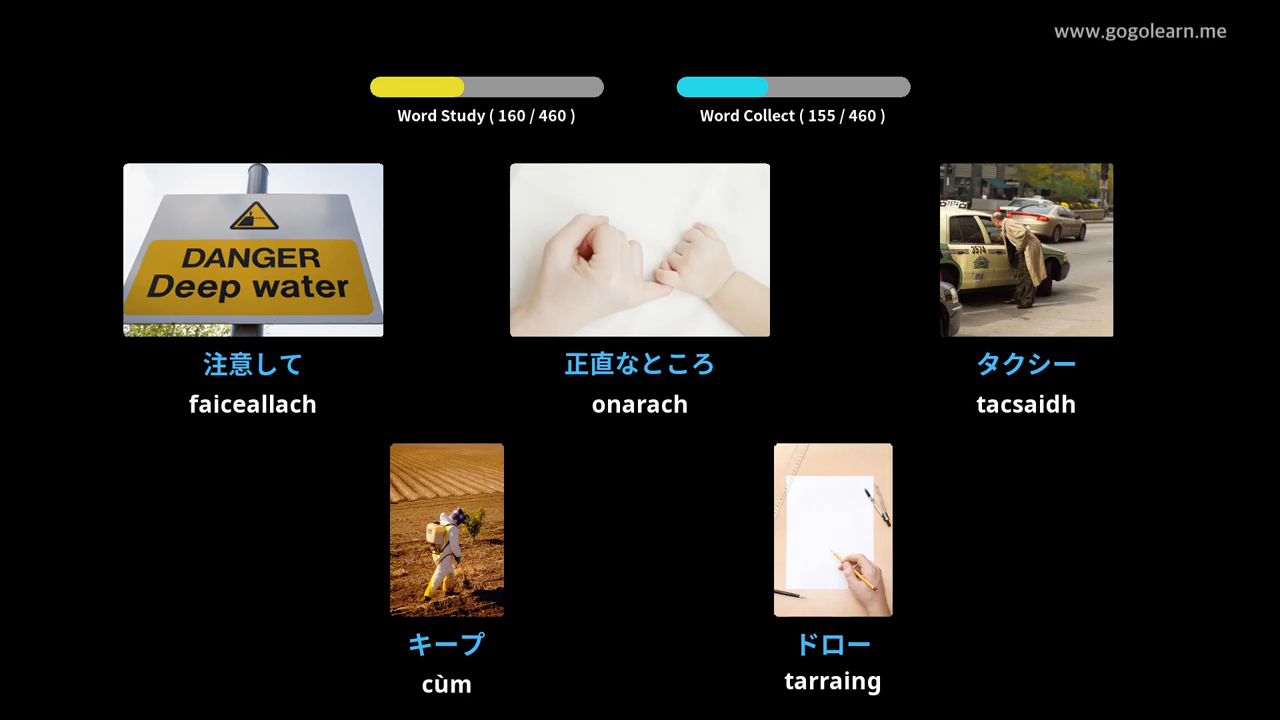 www.gogolearn.me
Word Study ( 160 / 460 )
Word Collect ( 155 / 460 )
DANGER
Deep water
3574
注意して
正直なところ
タクシー
faiceallach
onarach
tacsaidh
キープ
ドロー
cùm
tarraing